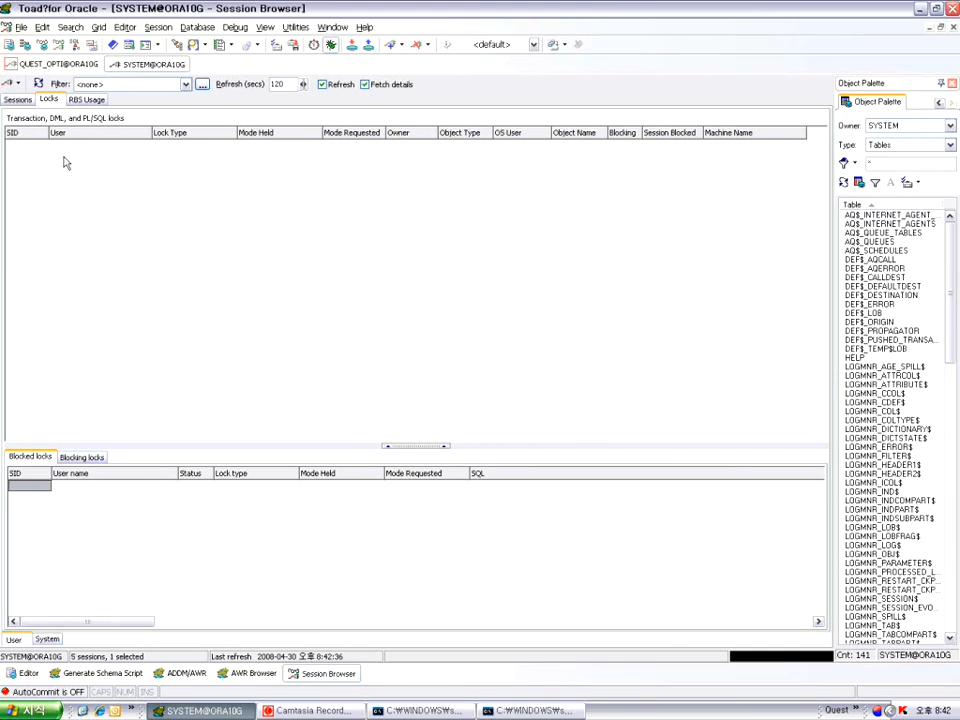 Toad?for Oracle - [SYSTEM@ORA10G - Session Browser]
File Edit Search Grid Editor Session Database Debug View Utilities Window Help
<default>
QUEST_OPTI@ORA10G SYSTEM@ORA10G
Filter: <none> ... Refresh (secs) 120 Refresh Fetch details
Sessions Locks RBS Usage
Transaction, DML, and PL/SQL locks
SID User Lock Type Mode Held Mode Requested Owner Object Type OS User Object Name Blocking Session Blocked Machine Name
Blocked locks Blocking locks
SID User name Status Lock type Mode Held Mode Requested SQL
User System
Object Palette
Object Palette
Owner: SYSTEM
Type: Tables
*
Table
AQ$_INTERNET_AGENT_...
AQ$_INTERNET_AGENTS
AQ$_QUEUE_TABLES
AQ$_QUEUES
AQ$_SCHEDULES
DEF$_AQCALL
DEF$_AQERROR
DEF$_CALLDEST
DEF$_DEFAULTDEST
DEF$_DESTINATION
DEF$_ERROR
DEF$_LOB
DEF$_ORIGIN
DEF$_PROPAGATOR
DEF$_PUSHED_TRANSA...
DEF$_TEMP$LOB
HELP
LOGMNR_AGE_SPILL$
LOGMNR_ATTRCOL$
LOGMNR_ATTRIBUTE$
LOGMNR_CCOL$
LOGMNR_CDEF$
LOGMNR_COL$
LOGMNR_COLTYPE$
LOGMNR_DICTIONARY$
LOGMNR_DICTSTATE$
LOGMNR_ERROR$
LOGMNR_FILTER$
LOGMNR_HEADER1$
LOGMNR_HEADER2$
LOGMNR_ICOL$
LOGMNR_IND$
LOGMNR_INDCOMPART$
LOGMNR_INDPART$
LOGMNR_INDSUBPART$
LOGMNR_LOB$
LOGMNR_LOBFRAG$
LOGMNR_LOG$
LOGMNR_OBJ$
LOGMNR_PARAMETER$
LOGMNR_PROCESSED_L...
LOGMNR_RESTART_CKP...
LOGMNR_RESTART_CKP...
LOGMNR_SESSION$
LOGMNR_SESSION_EVO...
LOGMNR_SPILL$
LOGMNR_TAB$
LOGMNR_TABCOMPART$
LOGMNR_TABPART$
SYSTEM@ORA10G 5 sessions, 1 selected Last refresh 2008-04-30 오후 8:42:36 Cnt: 141 SYSTEM@ORA10G
Editor Generate Schema Script ADDM/AWR AWR Browser Session Browser
AutoCommit is OFF CAPS NUM INS
시작 SYSTEM@ORA10G Camtasia Record... C:₩WINDOWS₩s... C:₩WINDOWS₩s... Quest 오후 8:42